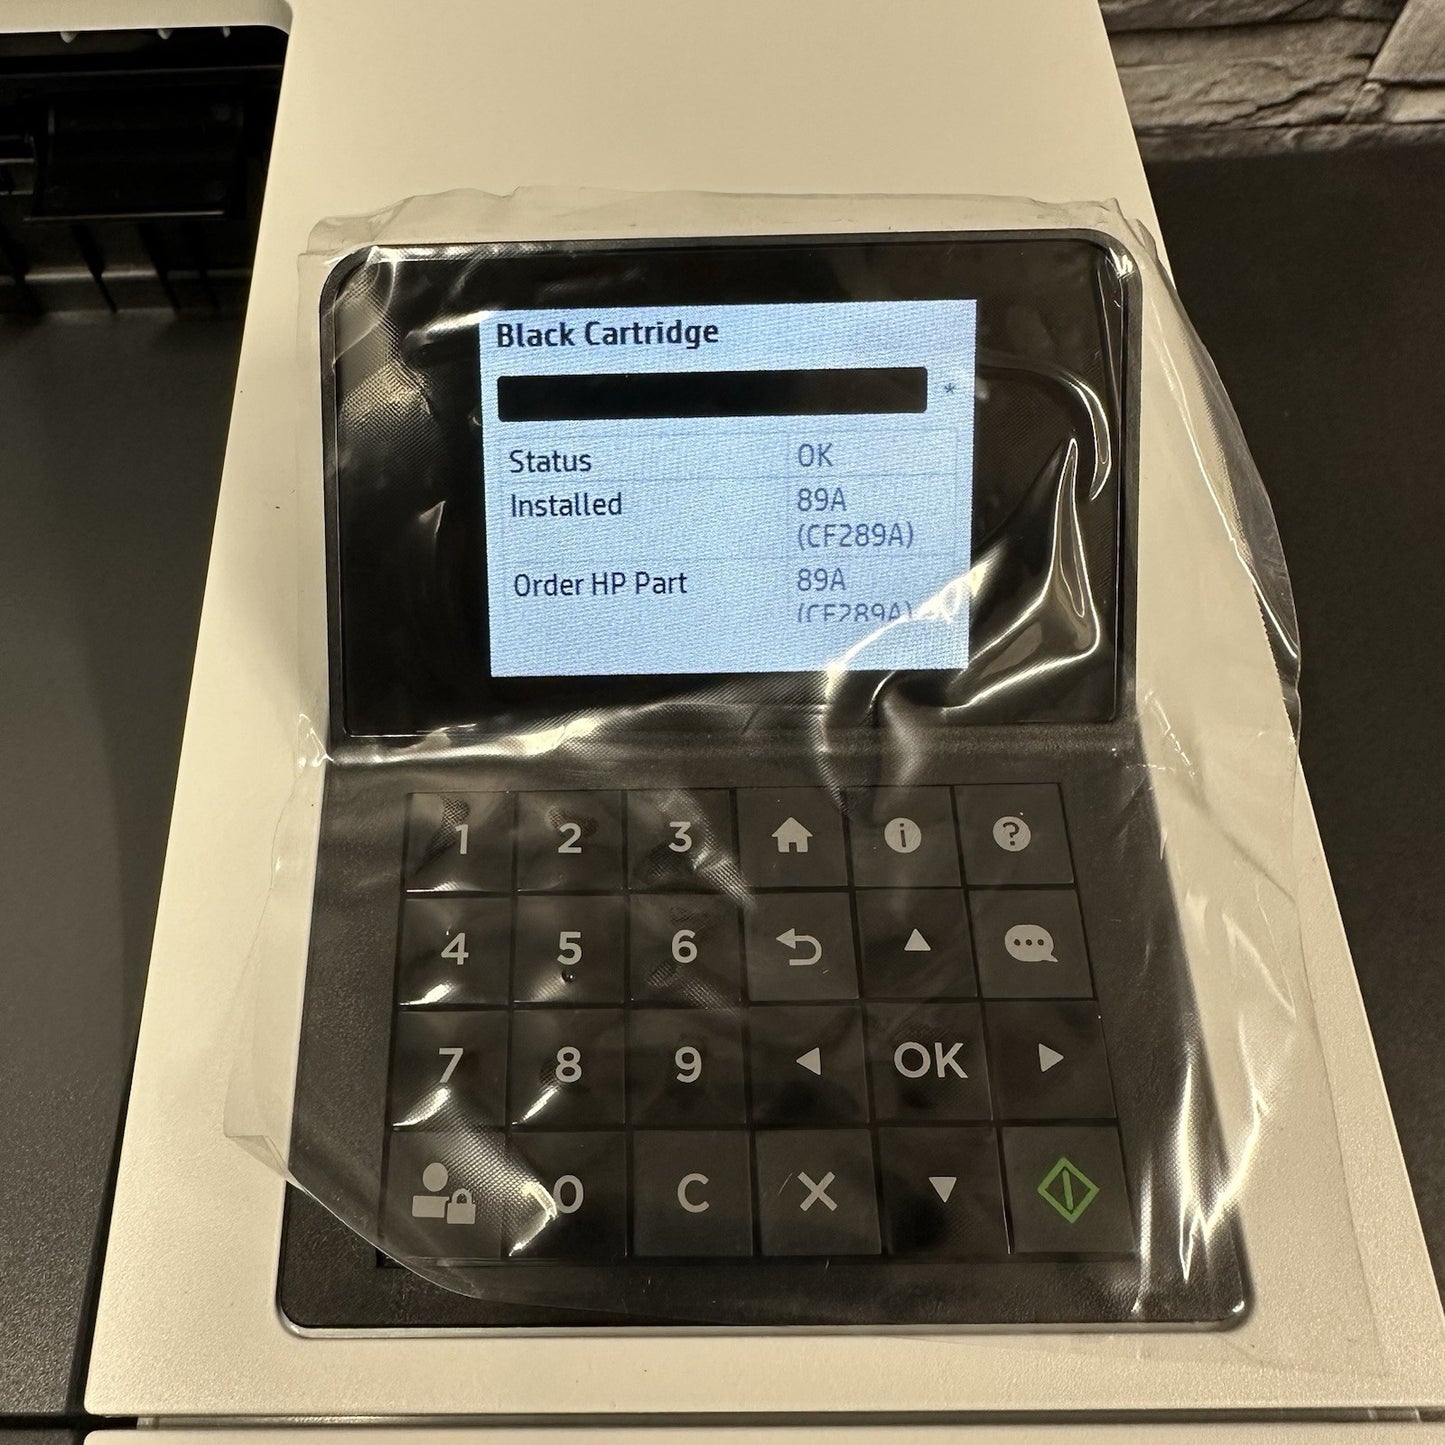 Black Cartridge
*
Status OK
Installed 89A
(CF289A)
Order HP Part 89A
(CF289A)
1 2 3 i ?
4 5 6
7 8 9 OK
0 C X